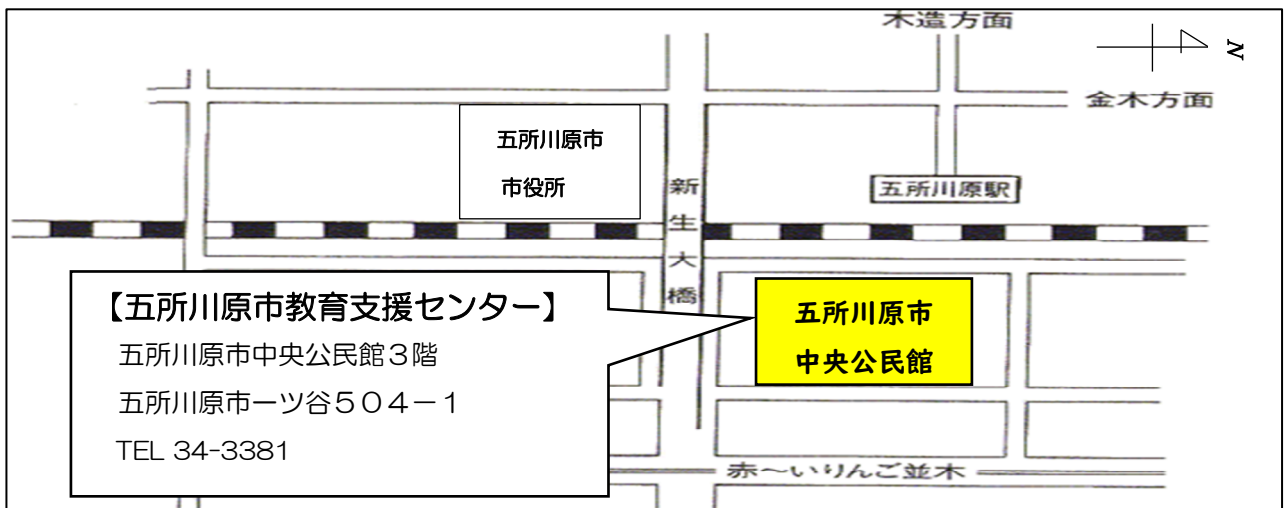 木造方面
N
金木方面
五所川原市
市役所
新生大橋
五所川原駅
【五所川原市教育支援センター】
五所川原市中央公民館３階
五所川原市一ツ谷５０４－１
TEL 34-3381
五所川原市
中央公民館
赤～いりんご並木